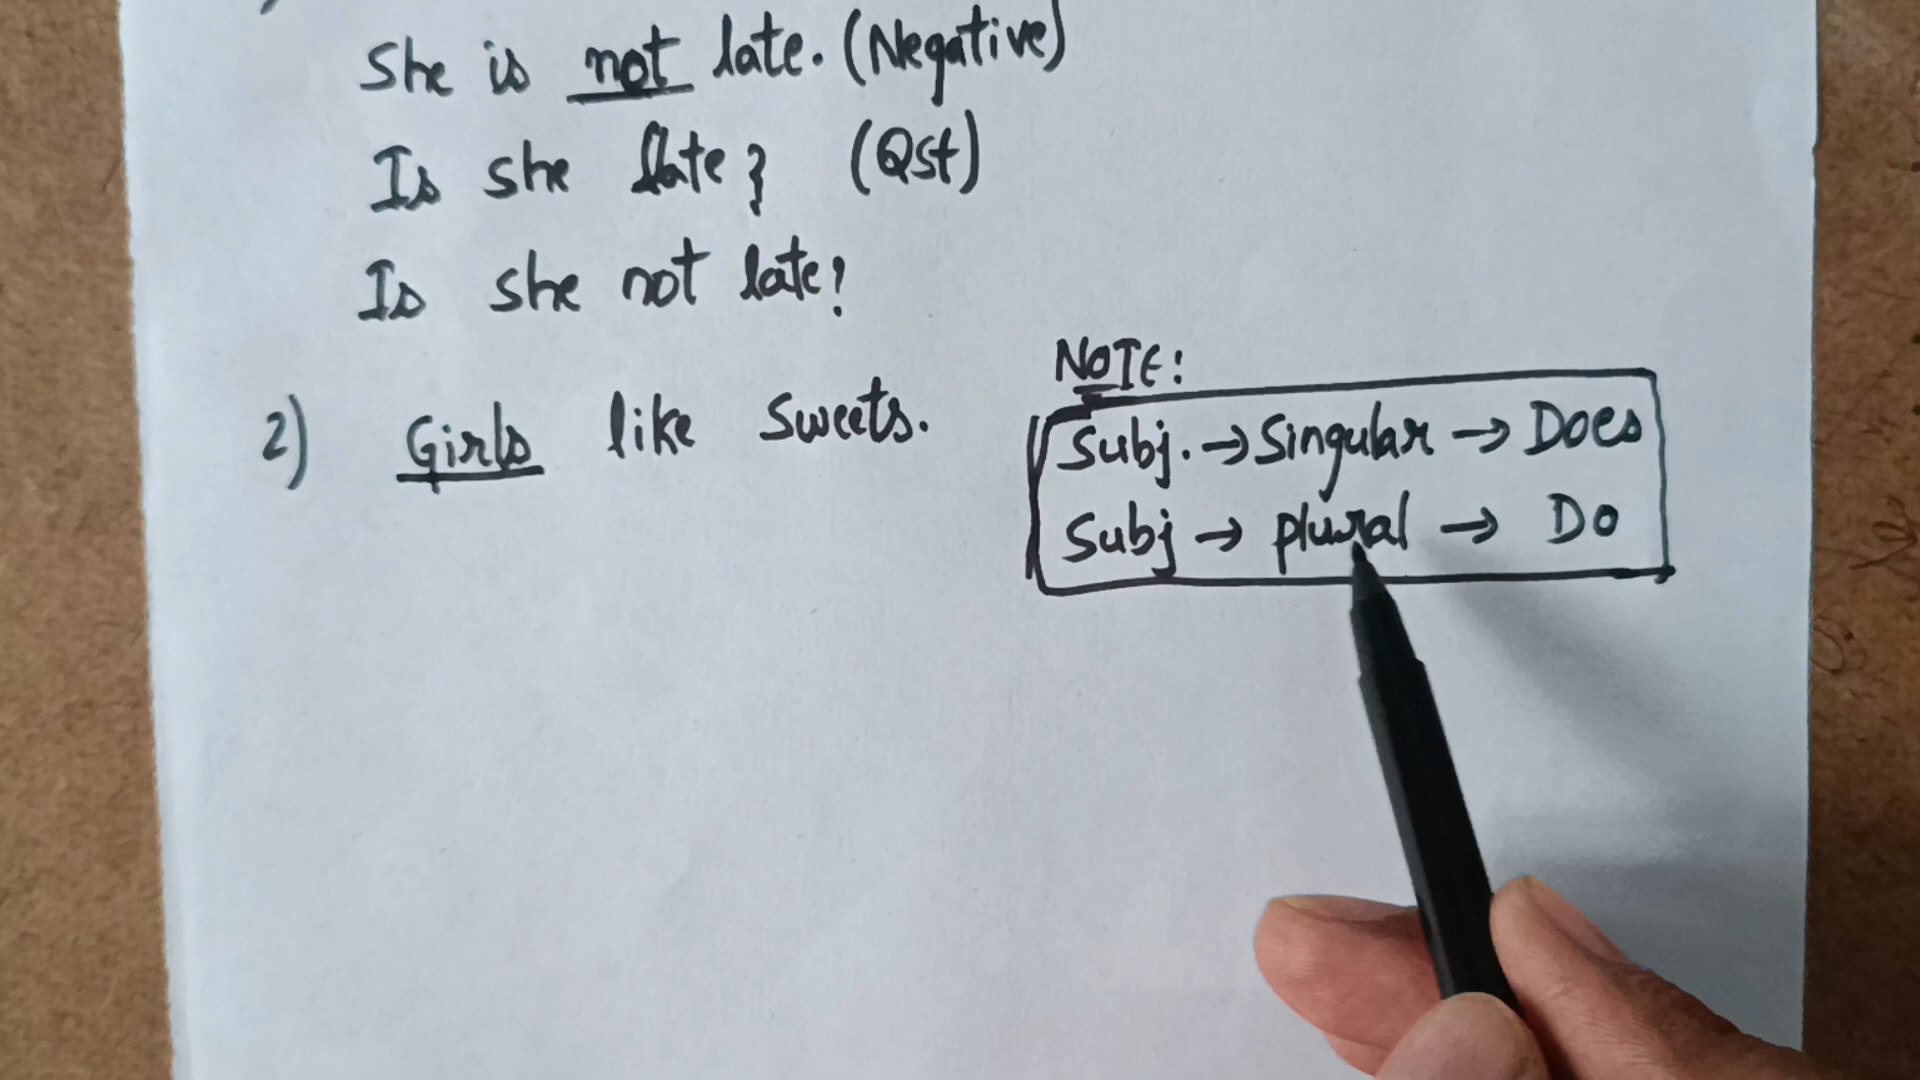 She is not late. (Negative)
Is she late? (Qst)
Is she not late?
2) Girls like sweets.
NOTE:
Subj. → Singular → Does
Subj → plural → Do